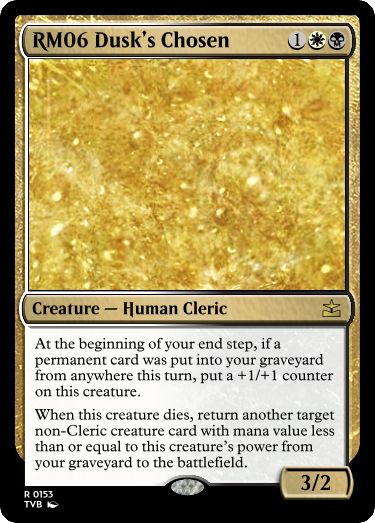 RM06 Dusk's Chosen 1
Creature — Human Cleric
At the beginning of your end step, if a
permanent card was put into your graveyard
from anywhere this turn, put a +1/+1 counter
on this creature.
When this creature dies, return another target
non-Cleric creature card with mana value less
than or equal to this creature's power from
your graveyard to the battlefield.
3/2
R 0153
TVB